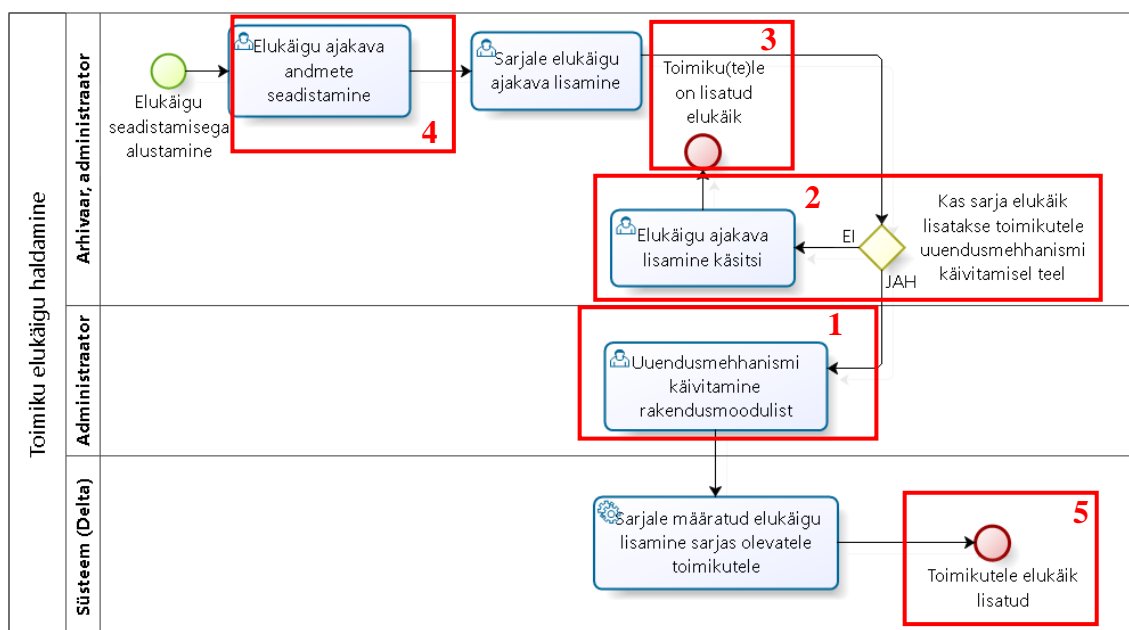 Toimiku elukäigu haldamine
Arhivaar, administraator
Elukäigu
seadistamisega
alustamine
Elukäigu ajakava
andmete
seadistamine
4
Sarjale elukäigu
ajakava lisamine
3
Toimiku(te)le
on lisatud
elukäik
2
Elukäigu ajakava
lisamine käsitsi
EI
Kas sarja elukäik
lisatakse toimikutele
uuendusmehhanismi
käivitamisel teel
JAH
Administraator
1
Uuendusmehhanismi
käivitamine
rakendusmoodulist
Süsteem (Delta)
Sarjale määratud elukäigu
lisamine sarjas olevatele
toimikutele
5
Toimikutele elukäik
lisatud